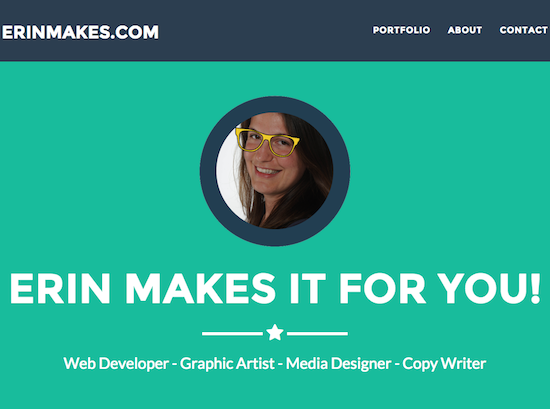 ERINMAKES.COM
PORTFOLIO ABOUT CONTACT
ERIN MAKES IT FOR YOU!
Web Developer - Graphic Artist - Media Designer - Copy Writer